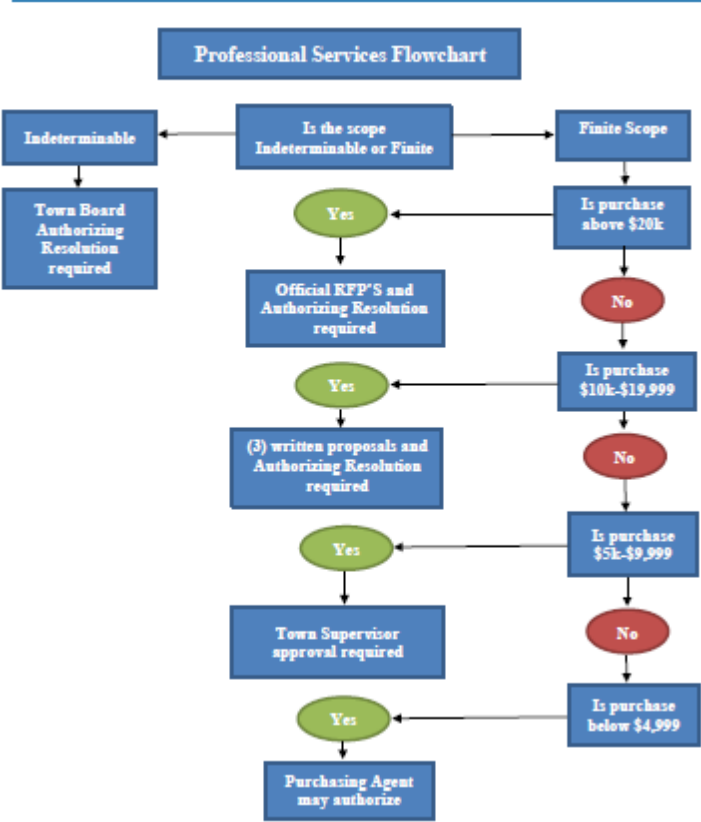 Professional Services Flowchart
Indeterminable
Is the scope
Indeterminable or Finite
Finite Scope
Town Board
Authorizing
Resolution
required
Yes
Is purchase
above $20k
Official RFP'S and
Authorizing Resolution
required
No
Yes
Is purchase
$10k-$19,999
(3) written proposals and
Authorizing Resolution
required
No
Yes
Is purchase
$5k-$9,999
Town Supervisor
approval required
No
Yes
Is purchase
below $4,999
Purchasing Agent
may authorize